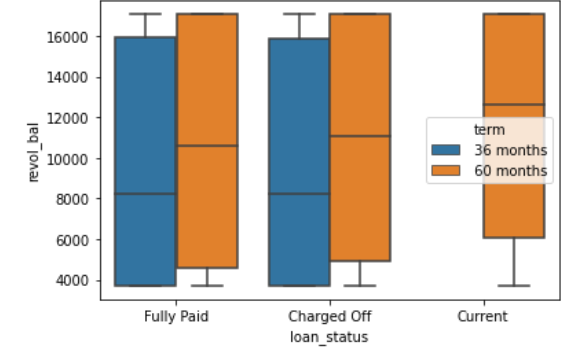 16000
14000
12000
10000
8000
6000
4000
revol_bal
term
36 months
60 months
Fully Paid
Charged Off
Current
loan_status